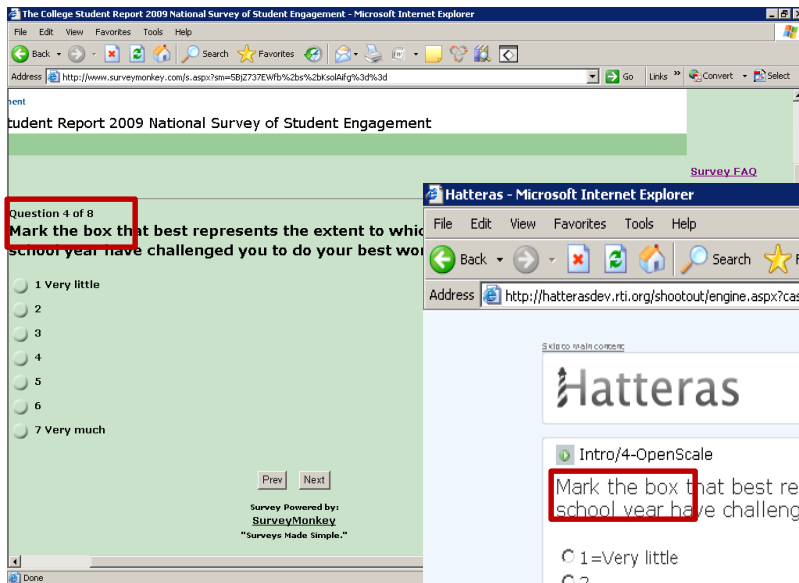 The College Student Report 2009 National Survey of Student Engagement - Microsoft Internet Explorer
File Edit View Favorites Tools Help
Back Search Favorites
Address http://www.surveymonkey.com/s.aspx?sm=5BjZ737EWfb%2bs%2bKsolAifg%3d%3d Go Links » Convert Select
nent
tudent Report 2009 National Survey of Student Engagement
Survey FAQ
Question 4 of 8
Mark the box that best represents the extent to whic
school year have challenged you to do your best wor
1 Very little
2
3
4
5
6
7 Very much
Prev Next
Survey Powered by:
SurveyMonkey
"Surveys Made Simple."
Done
Hatteras - Microsoft Internet Explorer
File Edit View Favorites Tools Help
Back Search F
Address http://hatterasdev.rti.org/shootout/engine.aspx?cas
Skip to main content
Hatteras
Intro/4-OpenScale
Mark the box that best re
school year have challeng
1=Very little
2